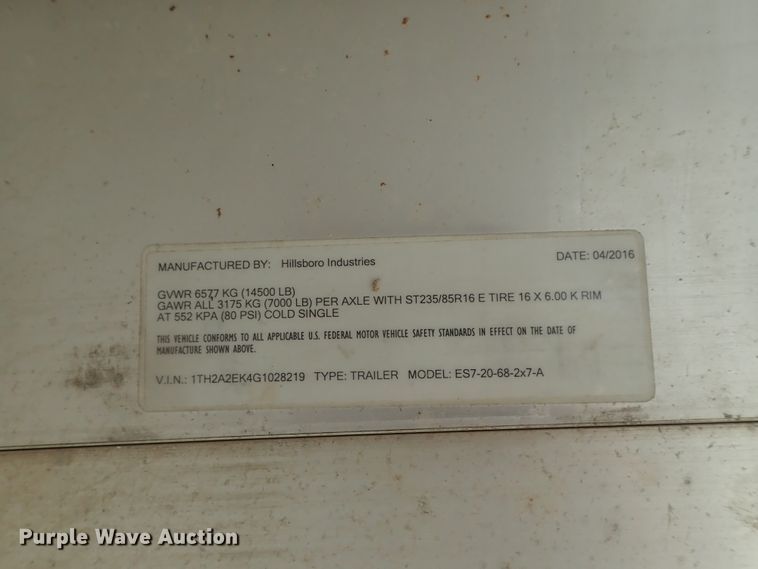 MANUFACTURED BY: Hillsboro Industries DATE: 04/2016
GVWR 6577 KG (14500 LB)
GAWR ALL 3175 KG (7000 LB) PER AXLE WITH ST235/85R16 E TIRE 16 X 6.00 K RIM
AT 552 KPA (80 PSI) COLD SINGLE
THIS VEHICLE CONFORMS TO ALL APPLICABLE U.S. FEDERAL MOTOR VEHICLE SAFETY STANDARDS IN EFFECT ON THE DATE OF
MANUFACTURE SHOWN ABOVE.
V.I.N.: 1TH2A2EK4G1028219 TYPE: TRAILER MODEL: ES7-20-68-2x7-A
Purple Wave Auction